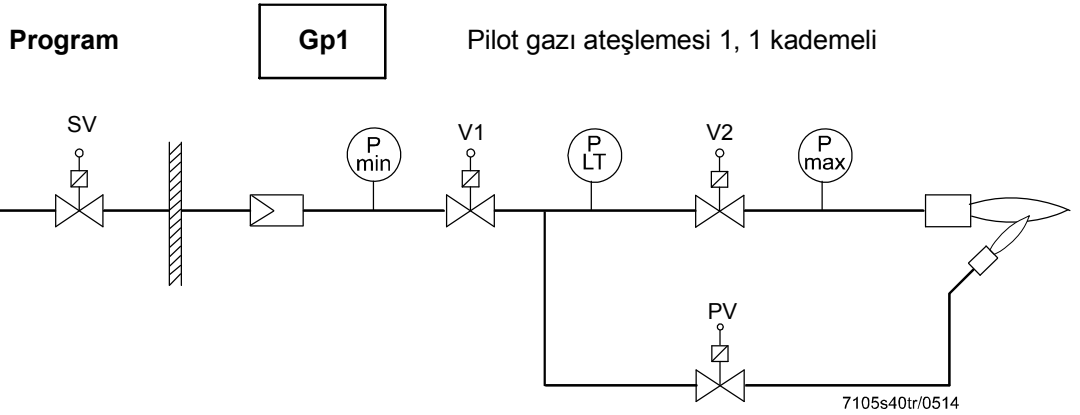 Program Gp1 Pilot gazı ateşlemesi 1, 1 kademeli
SV V1 V2
P min P LT P max
PV
7105s40tr/0514